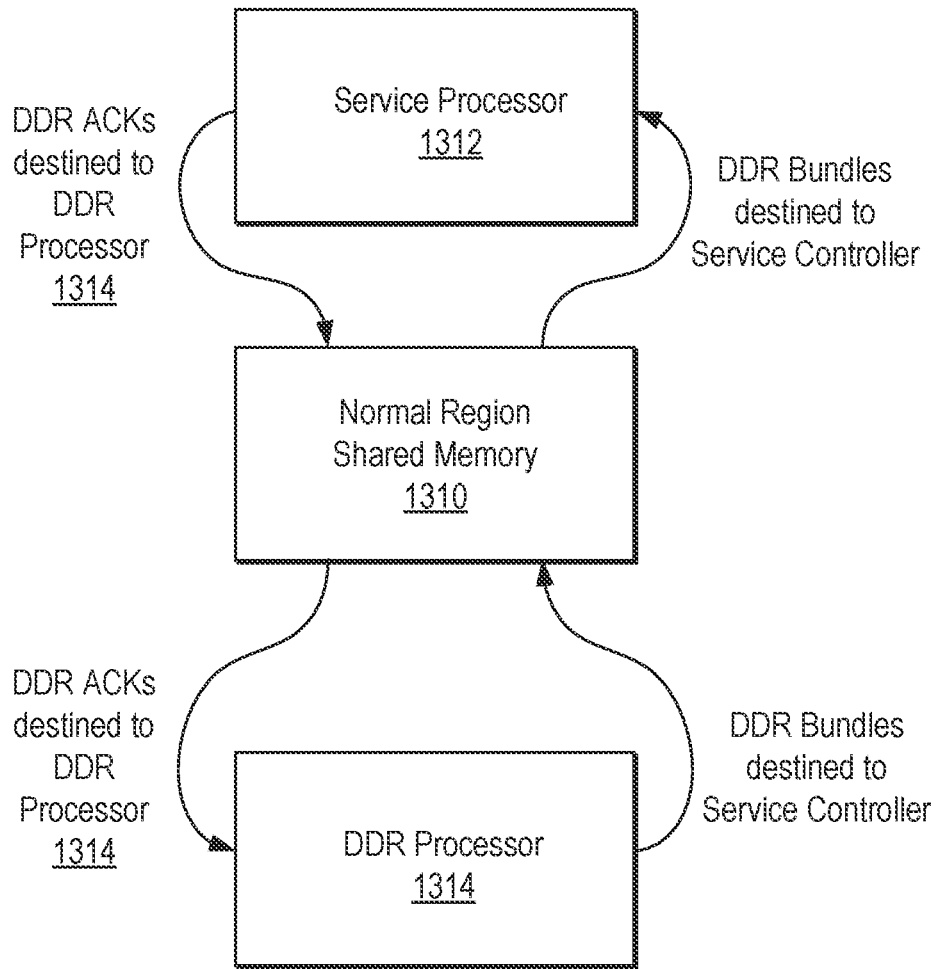 Service Processor
1312
DDR ACKs
destined to
DDR
Processor
1314
DDR Bundles
destined to
Service Controller
Normal Region
Shared Memory
1310
DDR ACKs
destined to
DDR
Processor
1314
DDR Bundles
destined to
Service Controller
DDR Processor
1314